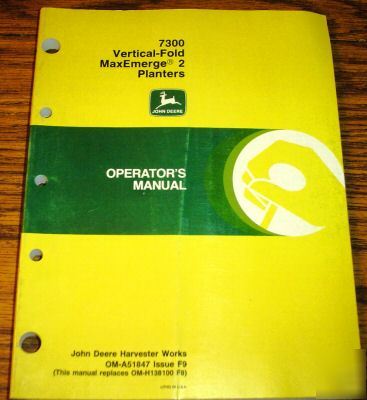 7300
Vertical-Fold
MaxEmerge® 2
Planters
JOHN DEERE
OPERATOR'S
MANUAL
John Deere Harvester Works
OM-A51847 Issue F9
(This manual replaces OM-H138100 F8)